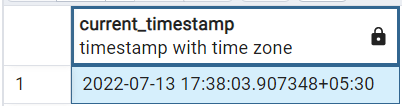 current_timestamp
timestamp with time zone
1 2022-07-13 17:38:03.907348+05:30